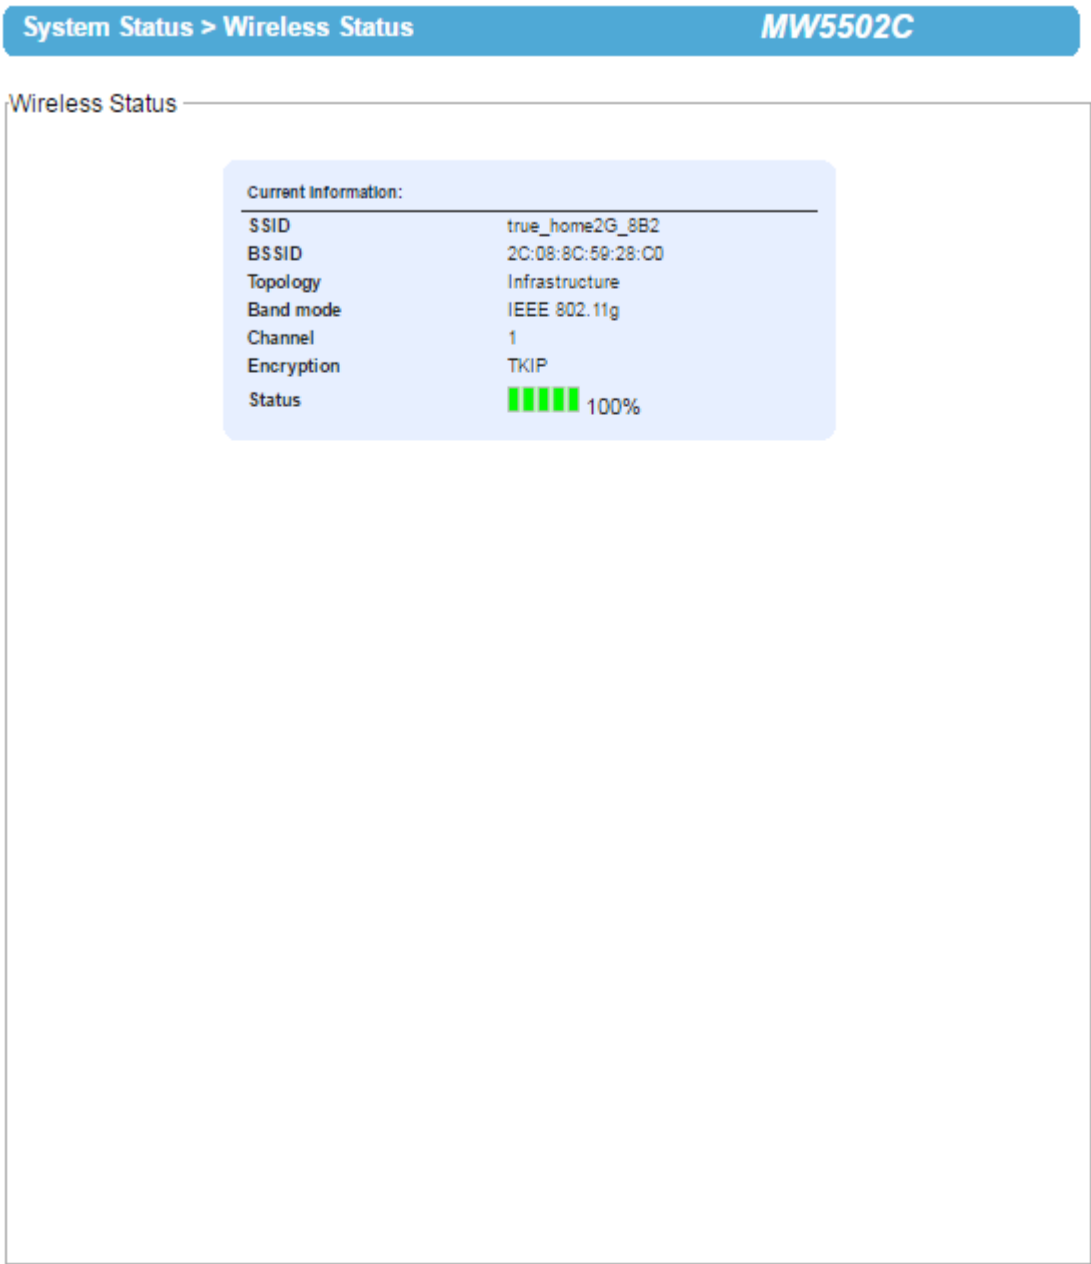 System Status > Wireless Status MW5502C
Wireless Status
Current Information:
SSID true_home2G_8B2
BSSID 2C:08:8C:59:28:C0
Topology Infrastructure
Band mode IEEE 802.11g
Channel 1
Encryption TKIP
Status 100%